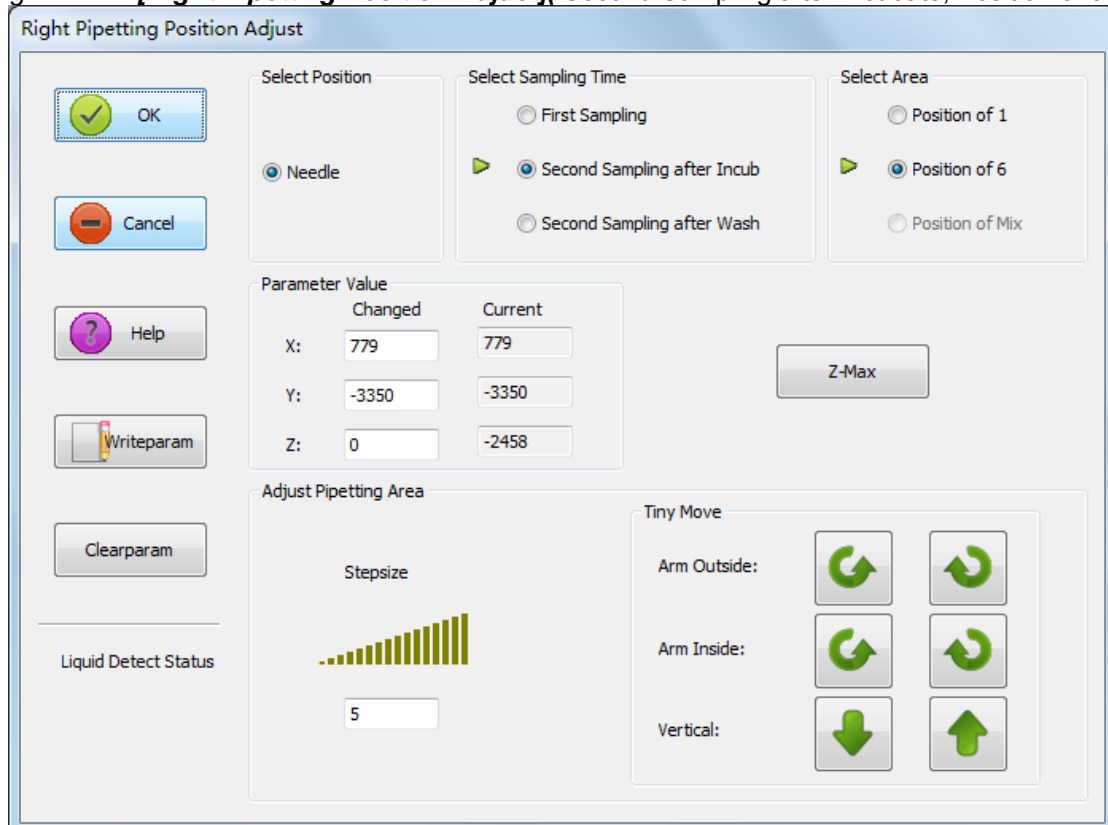 Right Pipetting Position Adjust
OK
Cancel
Help
Writeparam
Clearparam
Liquid Detect Status
Select Position
Needle
Select Sampling Time
First Sampling
Second Sampling after Incub
Second Sampling after Wash
Select Area
Position of 1
Position of 6
Position of Mix
Parameter Value
Changed Current
X: 779 779
Y: -3350 -3350
Z: 0 -2458
Z-Max
Adjust Pipetting Area
Stepsize
5
Tiny Move
Arm Outside:
Arm Inside:
Vertical: